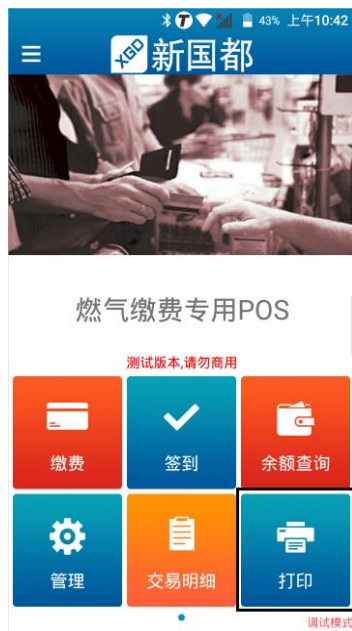 43% 上午10:42
XGD 新国都
燃气缴费专用POS
测试版本,请勿商用
缴费 签到 余额查询
管理 交易明细 打印
调试模式